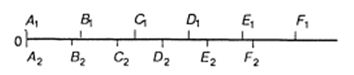 A₁ B₁ C₁ D₁ E₁ F₁
0
A₂ B₂ C₂ D₂ E₂ F₂